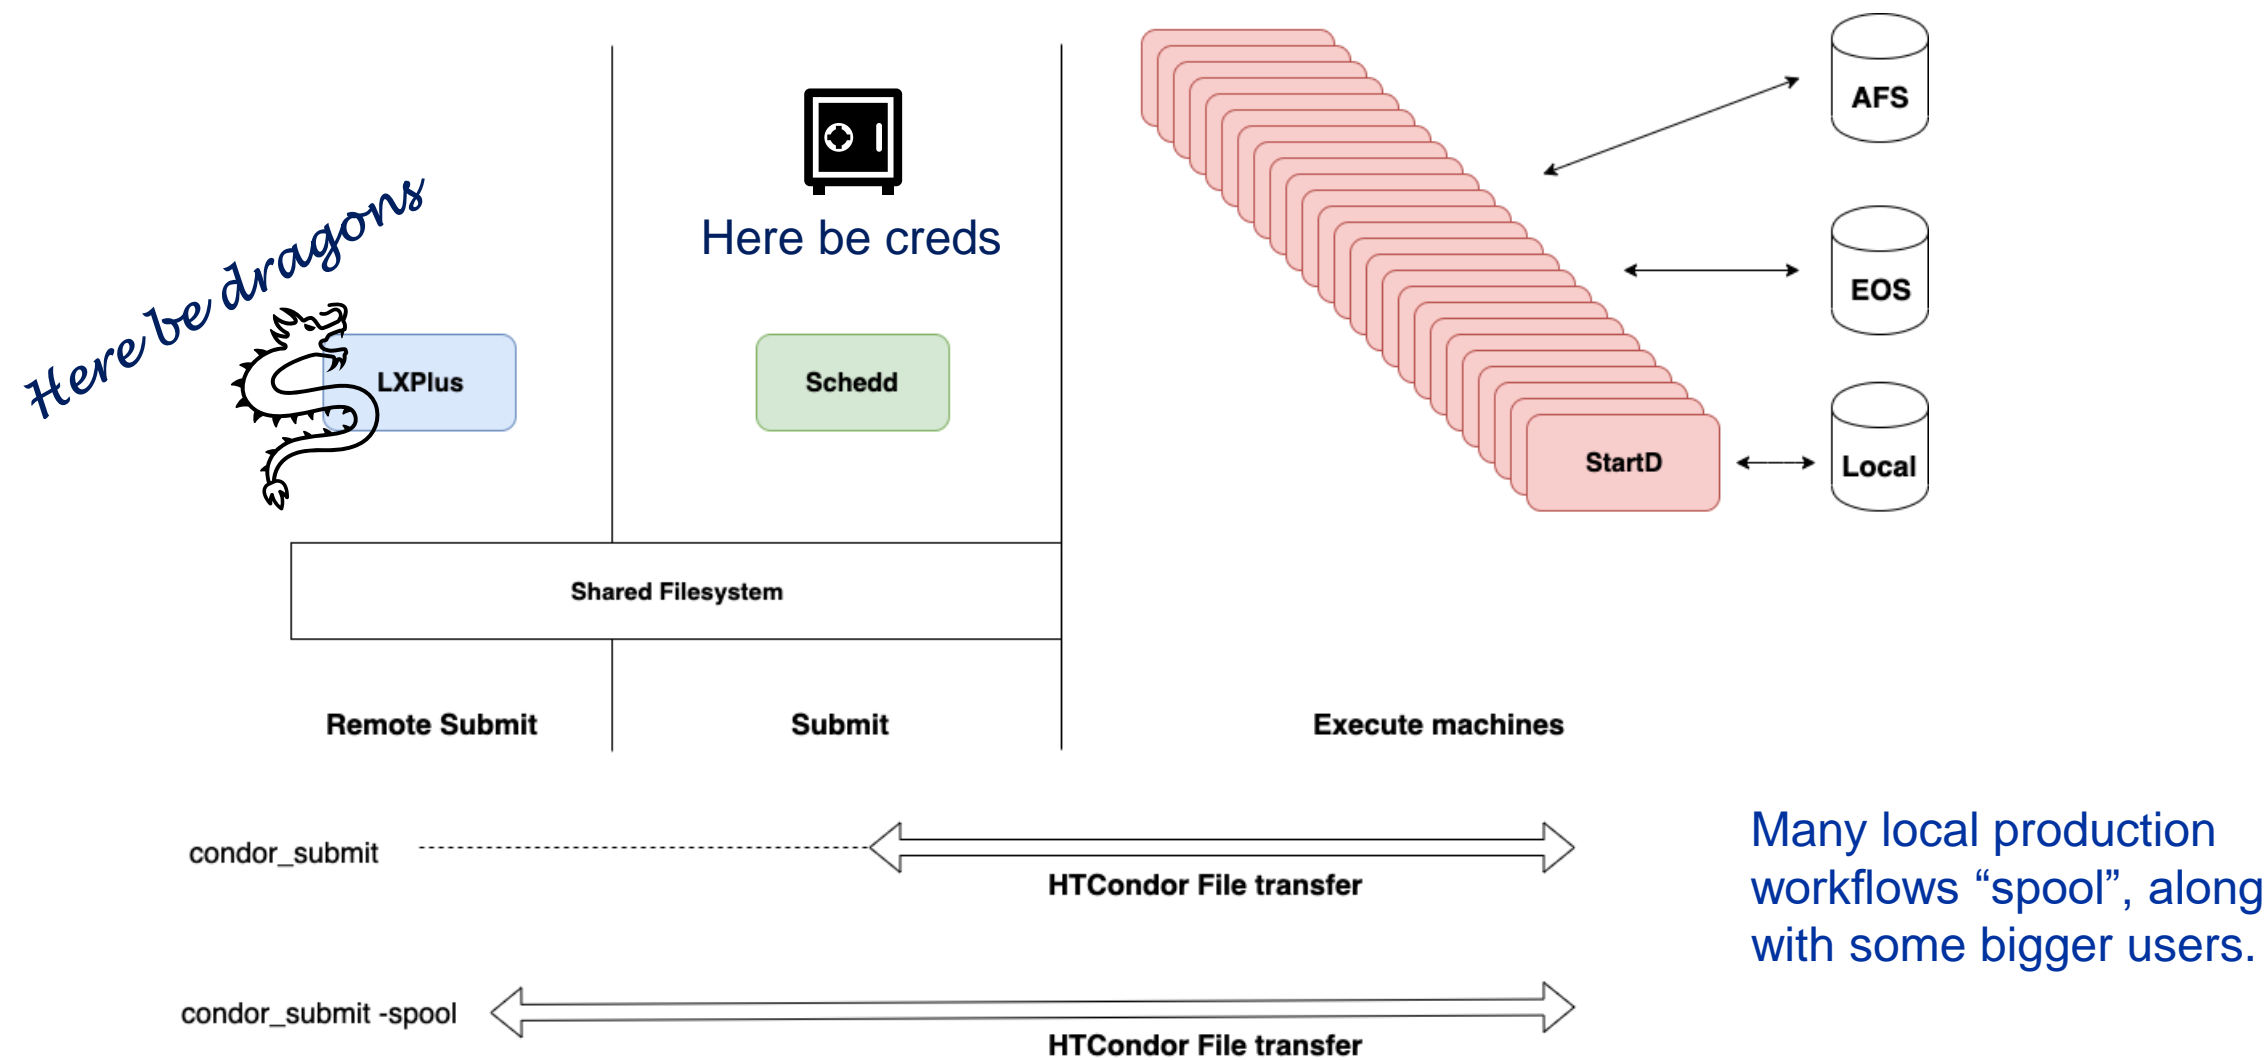 Here be dragons
Here be creds
LXPlus
Schedd
StartD
AFS
EOS
Local
Shared Filesystem
Remote Submit
Submit
Execute machines
condor_submit
HTCondor File transfer
condor_submit -spool
HTCondor File transfer
Many local production
workflows “spool”, along
with some bigger users.